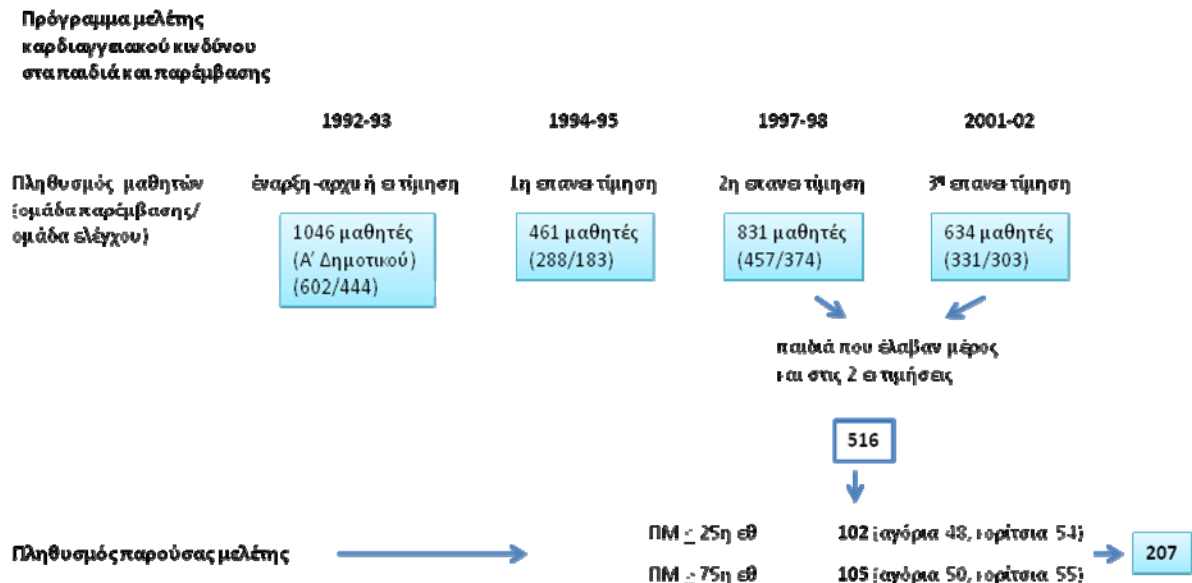 Πρόγραμμα μελέτης
καρδιαγγειακού κινδύνου
στα παιδιά και παρέμβασης
1992-93 1994-95 1997-98 2001-02
Πληθυσμός μαθητών έναρξη-αρχική εκτίμηση 1η επανεκτίμηση 2η επανεκτίμηση 3η επανεκτίμηση
(ομάδα παρέμβασης/
ομάδα ελέγχου)
1046 μαθητές 461 μαθητές 831 μαθητές 634 μαθητές
(Α’ Δημοτικού) (288/183) (457/374) (331/303)
(602/444)
παιδιά που έλαβαν μέρος
και στις 2 εκτιμήσεις
516
ΠΜ 25η εθ 102 (αγόρια 48, κορίτσια 54)
Πληθυσμός παρούσας μελέτης 207
ΠΜ 75η εθ 105 (αγόρια 50, κορίτσια 55)